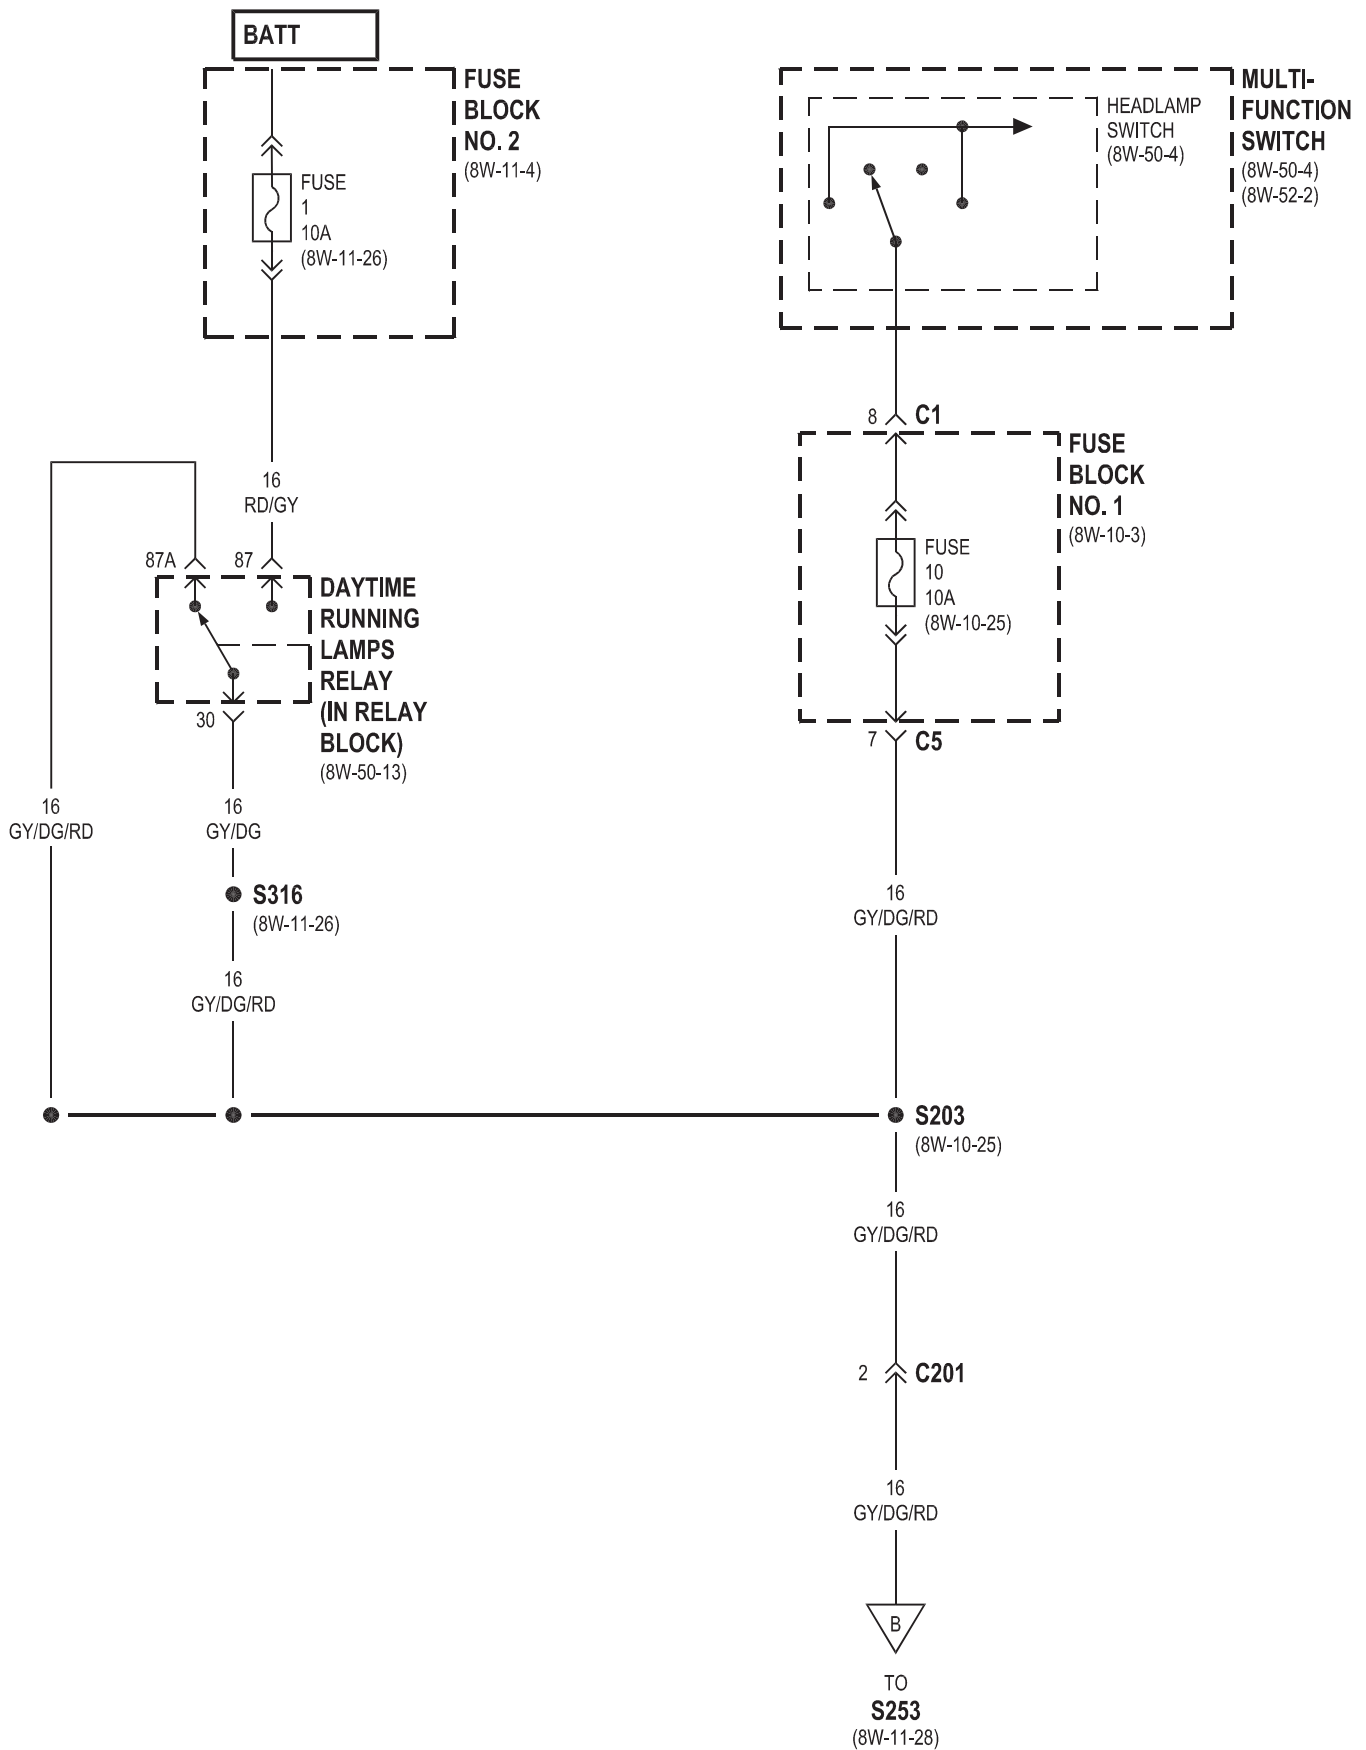 BATT
FUSE
BLOCK
NO. 2
(8W-11-4)
FUSE
1
10A
(8W-11-26)
MULTI-
FUNCTION
SWITCH
(8W-50-4)
(8W-52-2)
HEADLAMP
SWITCH
(8W-50-4)
8
C1
FUSE
BLOCK
NO. 1
(8W-10-3)
FUSE
10
10A
(8W-10-25)
7
C5
16
RD/GY
87A
87
DAYTIME
RUNNING
LAMPS
RELAY
(IN RELAY
BLOCK)
(8W-50-13)
30
16
GY/DG/RD
16
GY/DG
S316
(8W-11-26)
16
GY/DG/RD
16
GY/DG/RD
S203
(8W-10-25)
16
GY/DG/RD
2
C201
16
GY/DG/RD
B
TO
S253
(8W-11-28)